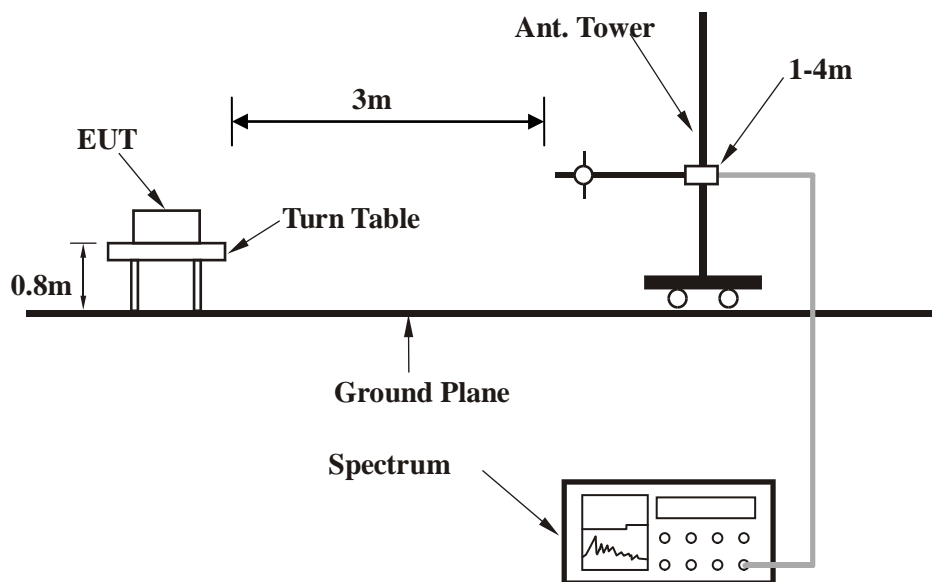 Ant. Tower
1-4m
3m
EUT
Turn Table
0.8m
Ground Plane
Spectrum